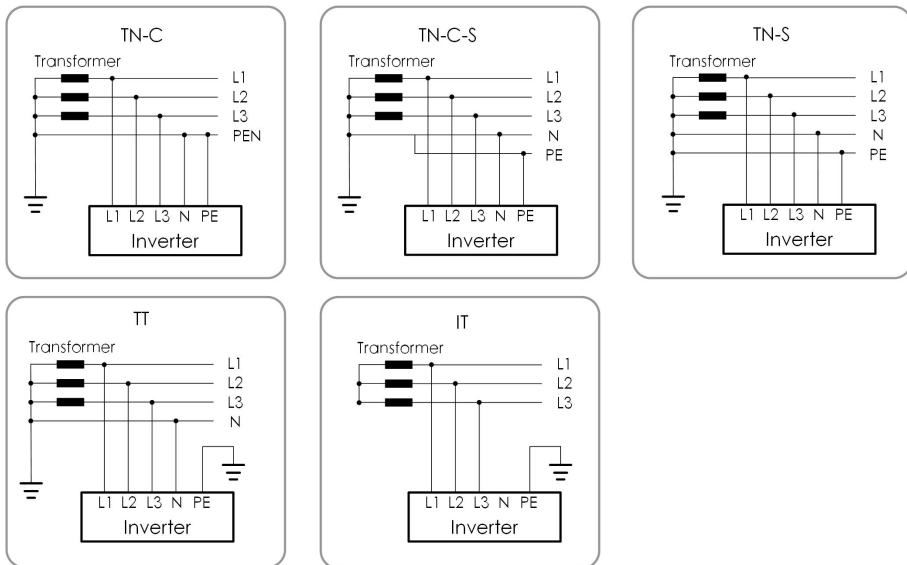 TN-C
Transformer
L1
L2
L3
PEN
L1 L2 L3 N PE
Inverter
TN-C-S
Transformer
L1
L2
L3
N
PE
L1 L2 L3 N PE
Inverter
TN-S
Transformer
L1
L2
L3
N
PE
L1 L2 L3 N PE
Inverter
TT
Transformer
L1
L2
L3
N
L1 L2 L3 N PE
Inverter
IT
Transformer
L1
L2
L3
L1 L2 L3 N PE
Inverter